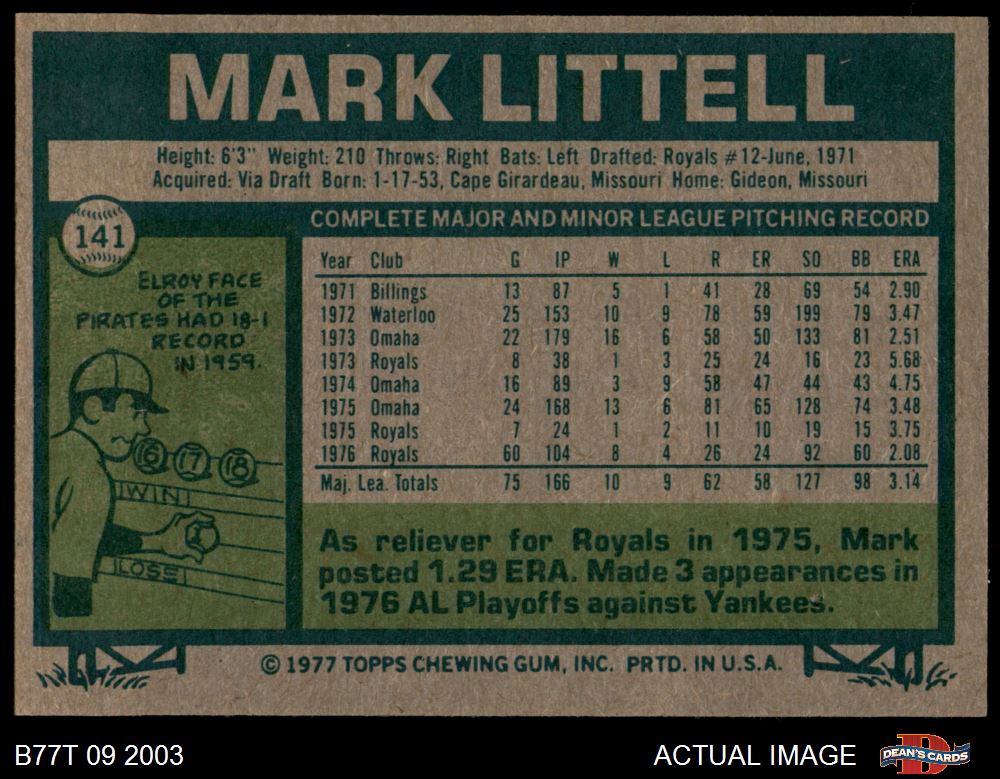 MARK LITTELL
Height: 6'3" Weight: 210 Throws: Right Bats: Left Drafted: Royals #12-June, 1971
Acquired: Via Draft Born: 1-17-53, Cape Girardeau, Missouri Home: Gideon, Missouri
141
ELROY FACE
OF THE
PIRATES HAD 18-1
RECORD
IN 1959.
16 17 18
WIN
LOSE
COMPLETE MAJOR AND MINOR LEAGUE PITCHING RECORD
Year Club G IP W L R ER SO BB ERA
1971 Billings 13 87 5 1 41 28 69 54 2.90
1972 Waterloo 25 153 10 9 78 59 199 79 3.47
1973 Omaha 22 179 16 6 58 50 133 81 2.51
1973 Royals 8 38 1 3 25 24 16 23 5.68
1974 Omaha 16 89 3 9 58 47 44 43 4.75
1975 Omaha 24 168 13 6 81 65 128 74 3.48
1975 Royals 7 24 1 2 11 10 19 15 3.75
1976 Royals 60 104 8 4 26 24 92 60 2.08
Maj. Lea. Totals 75 166 10 9 62 58 127 98 3.14
As reliever for Royals in 1975, Mark
posted 1.29 ERA. Made 3 appearances in
1976 AL Playoffs against Yankees.
© 1977 TOPPS CHEWING GUM, INC. PRTD. IN U.S.A.
B77T 09 2003
ACTUAL IMAGE
DEAN'S CARDS